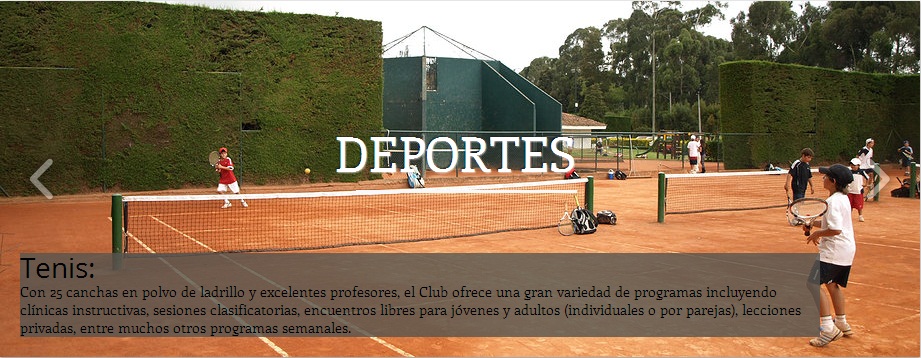 DEPORTES
Tenis:
Con 25 canchas en polvo de ladrillo y excelentes profesores, el Club ofrece una gran variedad de programas incluyendo
clínicas instructivas, sesiones clasificatorias, encuentros libres para jóvenes y adultos (individuales o por parejas), lecciones
privadas, entre muchos otros programas semanales.